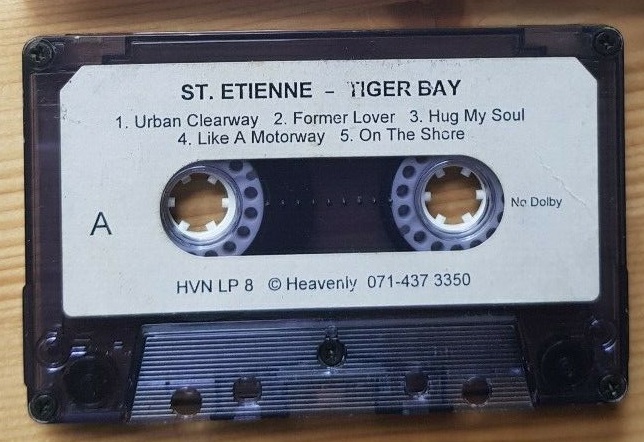 ST. ETIENNE – TIGER BAY
1. Urban Clearway 2. Former Lover 3. Hug My Soul
4. Like A Motorway 5. On The Shore
A
No Dolby
HVN LP 8 © Heavenly 071-437 3350